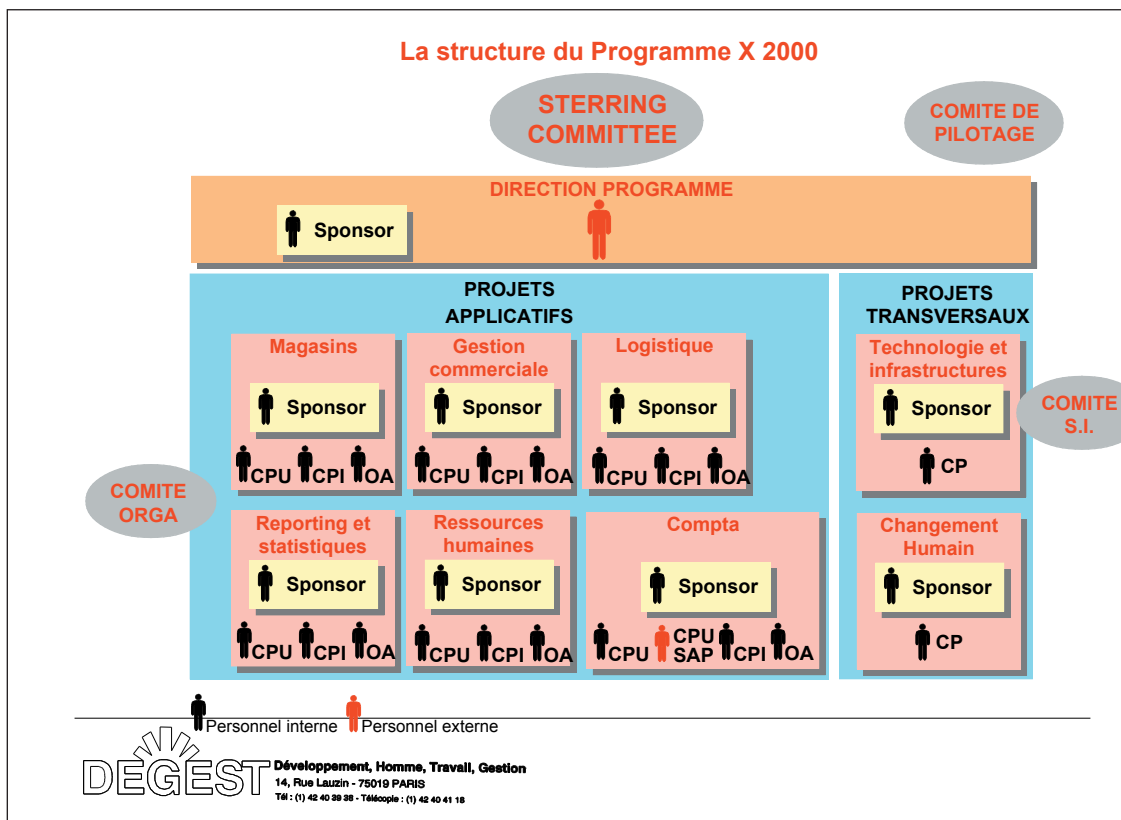 La structure du Programme X 2000
STERRING
COMMITTEE
COMITE DE
PILOTAGE
DIRECTION PROGRAMME
Sponsor
PROJETS
APPLICATIFS
PROJETS
TRANSVERSAUX
Magasins
Sponsor
CPU CPI OA
Gestion
commerciale
Sponsor
CPU CPI OA
Logistique
Sponsor
CPU CPI OA
Technologie et
infrastructures
Sponsor
CP
COMITE
S.I.
COMITE
ORGA
Reporting et
statistiques
Sponsor
CPU CPI OA
Ressources
humaines
Sponsor
CPU CPI OA
Compta
Sponsor
CPU CPU SAP CPI OA
Changement
Humain
Sponsor
CP
Personnel interne Personnel externe
DEGEST
Développement, Homme, Travail, Gestion
14, Rue Lauzin - 75019 PARIS
Tél : (1) 42 40 39 38 - Télécopie : (1) 42 40 41 18